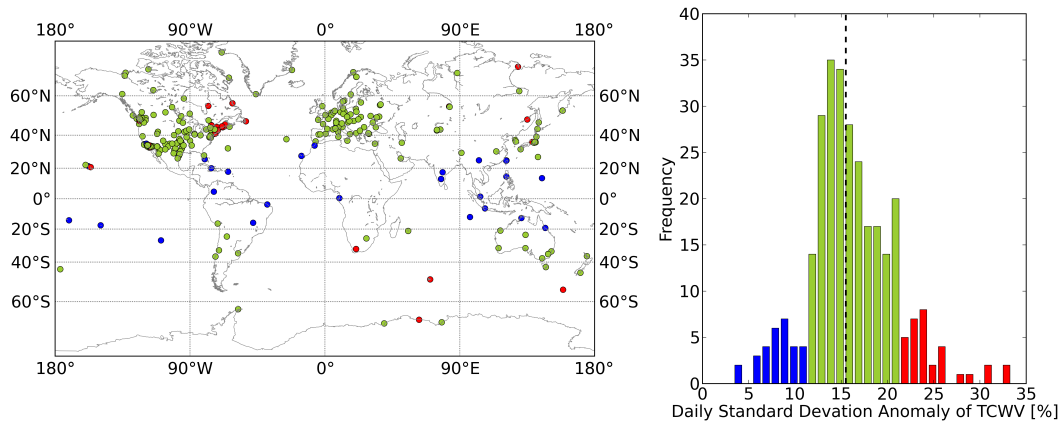 180° 90°W 0° 90°E 180°
60°N 60°N
40°N 40°N
20°N 20°N
0° 0°
20°S 20°S
40°S 40°S
60°S 60°S
180° 90°W 0° 90°E 180°
40
35
30
25
20
15
10
5
0
Frequency
0 5 10 15 20 25 30 35
Daily Standard Devation Anomaly of TCWV [%]